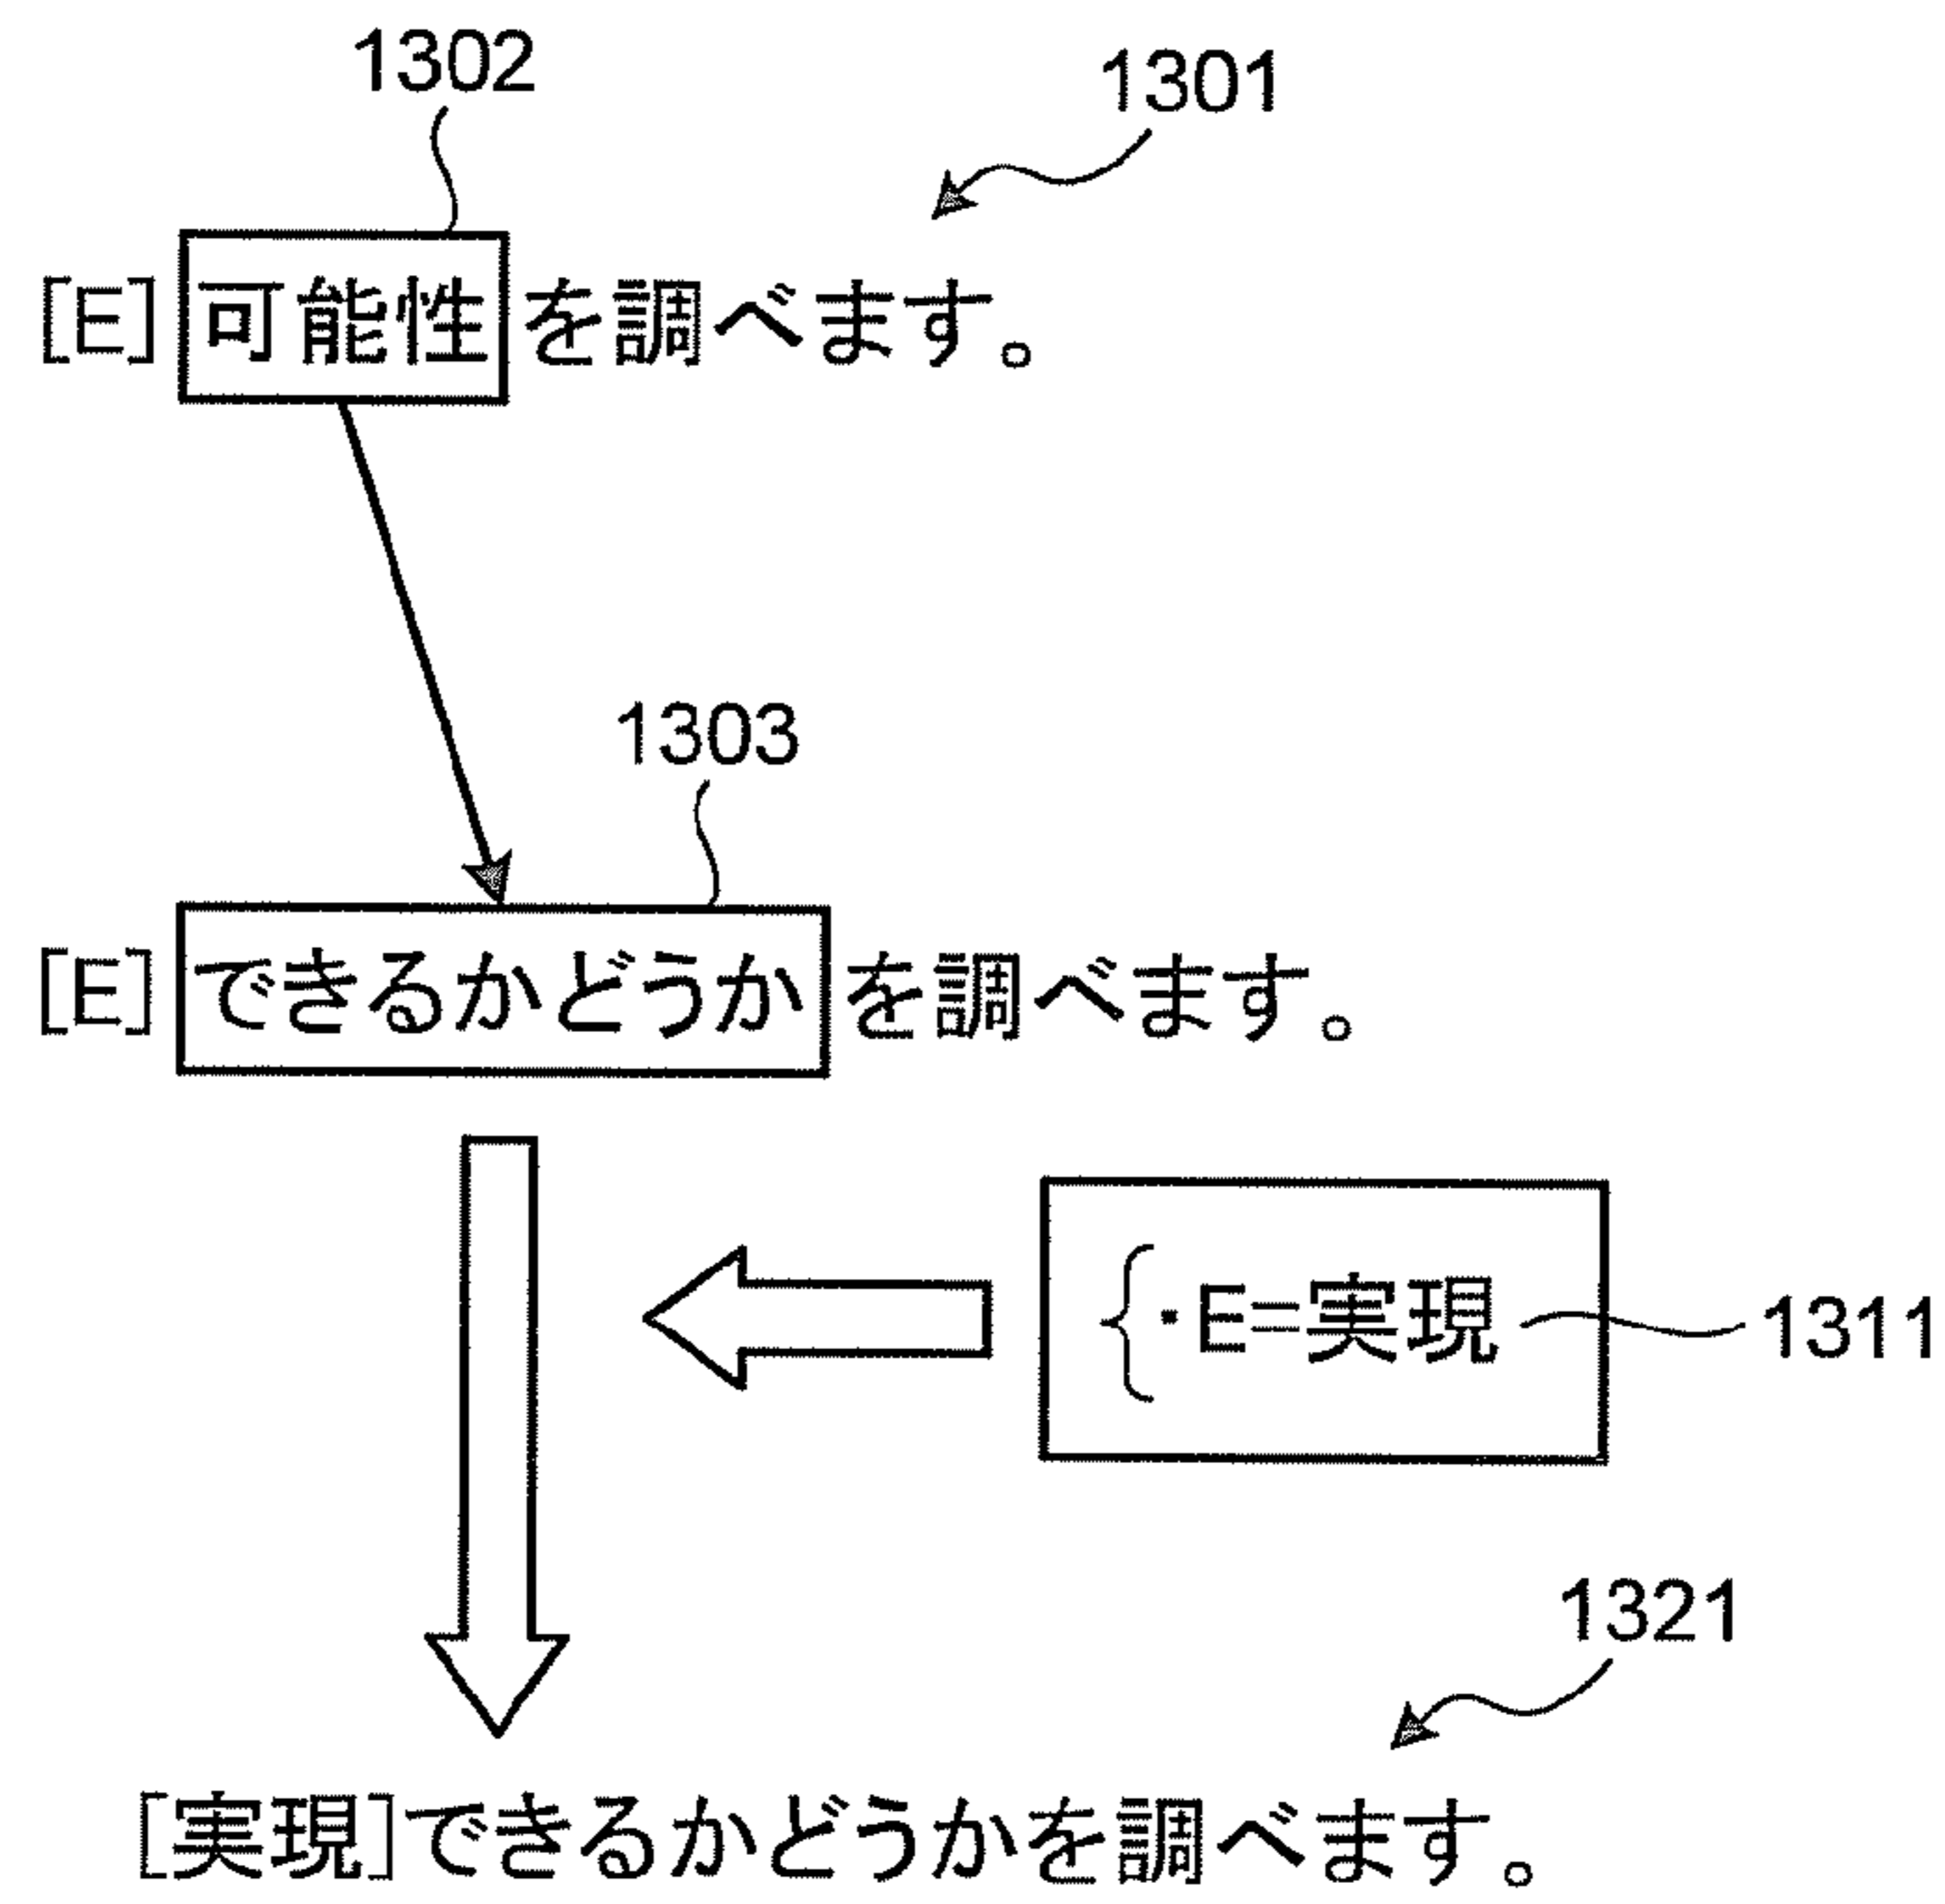 1302
1301
[E]可能性を調べます。
1303
[E]できるかどうかを調べます。
{・E=実現
1311
1321
[実現]できるかどうかを調べます。